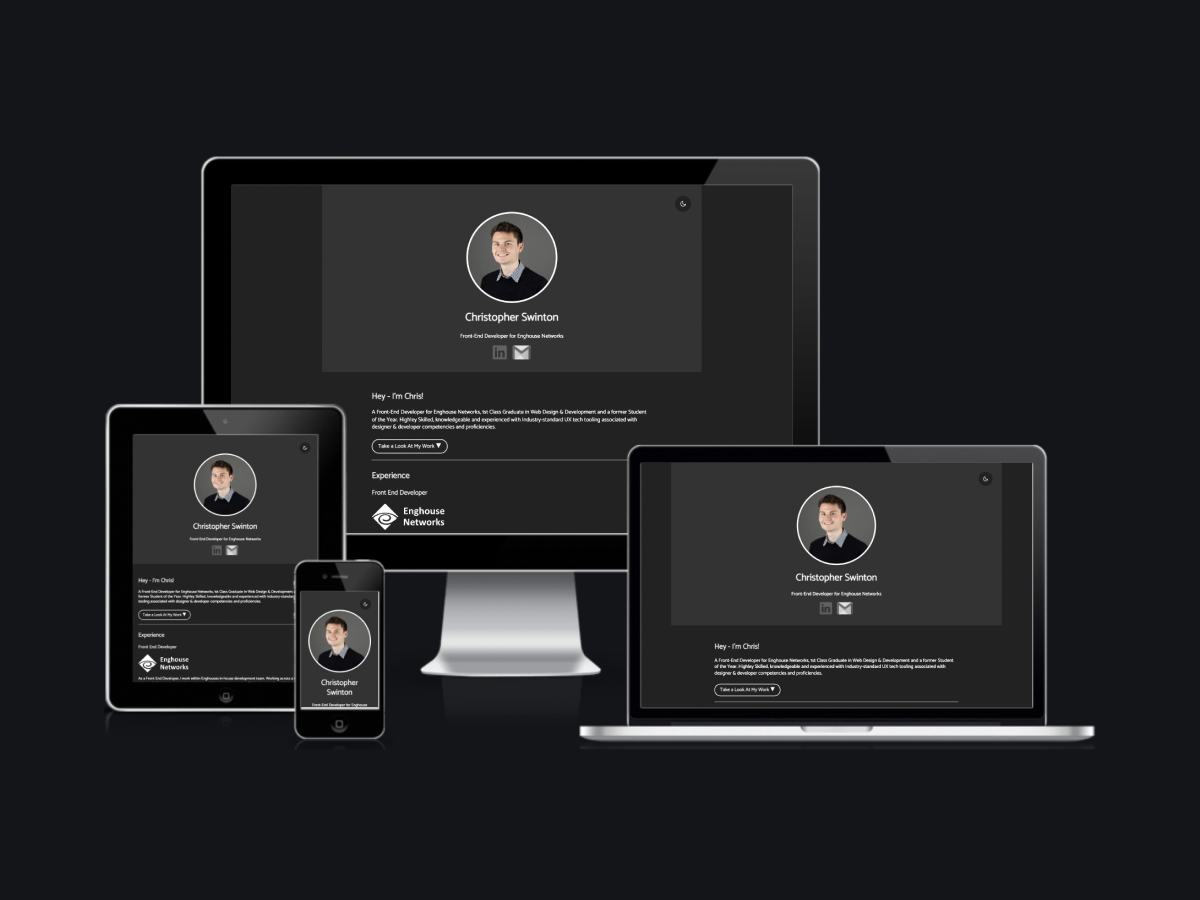 Christopher Swinton
Front-End Developer for Enghouse Networks
in
Hey - I'm Chris!
A Front-End Developer for Enghouse Networks, 1st Class Graduate in Web Design & Development and a former Student
of the Year. Highley Skilled, knowledgeable and experienced with industry-standard UX tech tooling associated with
designer & developer competencies and proficiencies.
Take a Look At My Work ▼
Experience
Front End Developer
Enghouse
Networks
Christopher Swinton
Front-End Developer for Enghouse Networks
in
Hey - I'm Chris!
A Front-End Developer for Enghouse Networks, 1st Class Graduate in Web Design & Development
former Student of the Year. Highley Skilled, knowledgeable and experienced with industry-standard
tooling associated with designer & developer competencies and proficiencies.
Take a Look At My Work ▼
Experience
Front End Developer
Enghouse
Networks
As a Front End Developer, I work within Enghouses in house development team. Working across a
Christopher
Swinton
Front-End Developer for Enghouse
Christopher Swinton
Front-End Developer for Enghouse Networks
in
Hey - I'm Chris!
A Front-End Developer for Enghouse Networks, 1st Class Graduate in Web Design & Development and a former Student
of the Year. Highley Skilled, knowledgeable and experienced with industry-standard UX tech tooling associated with
designer & developer competencies and proficiencies.
Take a Look At My Work ▼